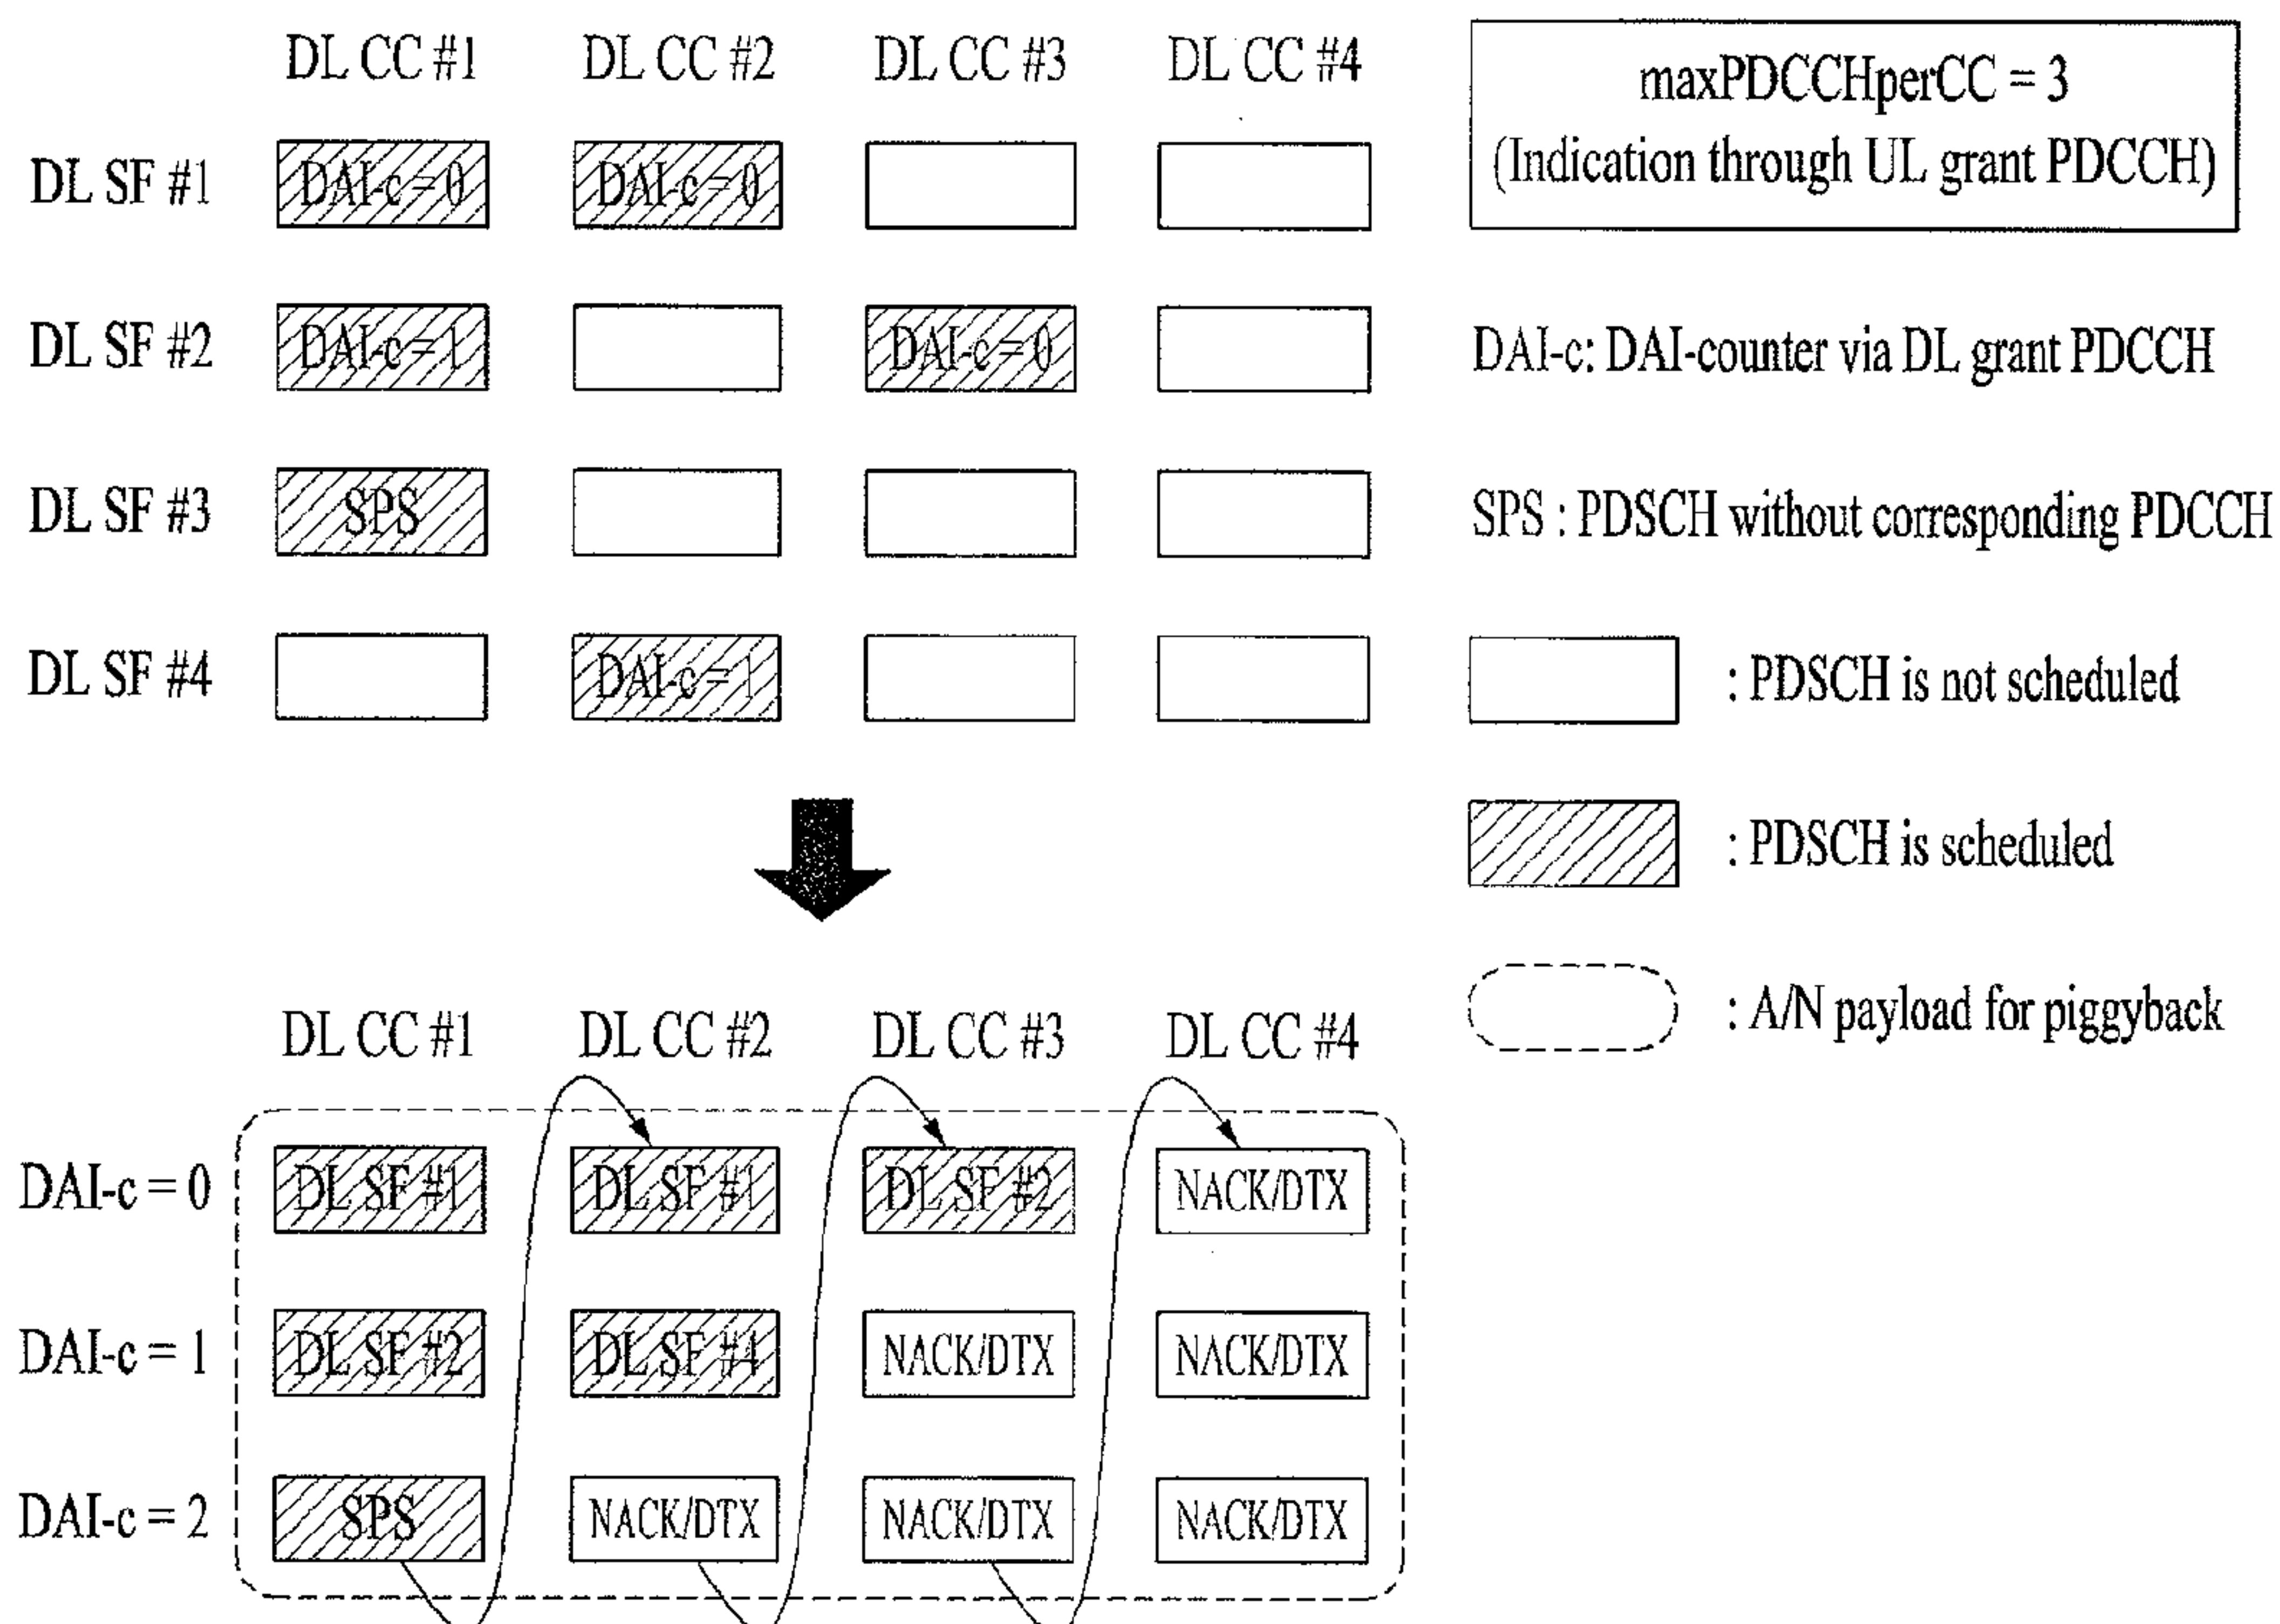 DL CC #1 DL CC #2 DL CC #3 DL CC #4
maxPDCCHperCC = 3
(Indication through UL grant PDCCH)
DL SF #1 DAI-c = 0 DAI-c = 0
DL SF #2 DAI-c = 1 DAI-c = 0
DAI-c: DAI-counter via DL grant PDCCH
DL SF #3 SPS
SPS : PDSCH without corresponding PDCCH
DL SF #4 DAI-c = 1
: PDSCH is not scheduled
: PDSCH is scheduled
: A/N payload for piggyback
DL CC #1 DL CC #2 DL CC #3 DL CC #4
DAI-c = 0 DL SF #1 DL SF #1 DL SF #2 NACK/DTX
DAI-c = 1 DL SF #2 DL SF #4 NACK/DTX NACK/DTX
DAI-c = 2 SPS NACK/DTX NACK/DTX NACK/DTX